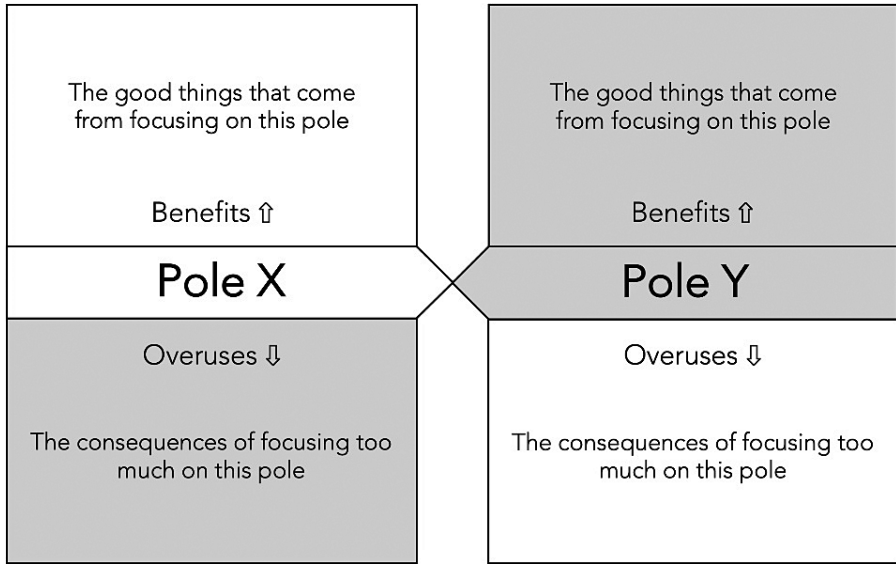 The good things that come
from focusing on this pole
Benefits ⇧
Pole X
Overuses ⇩
The consequences of focusing too
much on this pole
The good things that come
from focusing on this pole
Benefits ⇧
Pole Y
Overuses ⇩
The consequences of focusing too
much on this pole